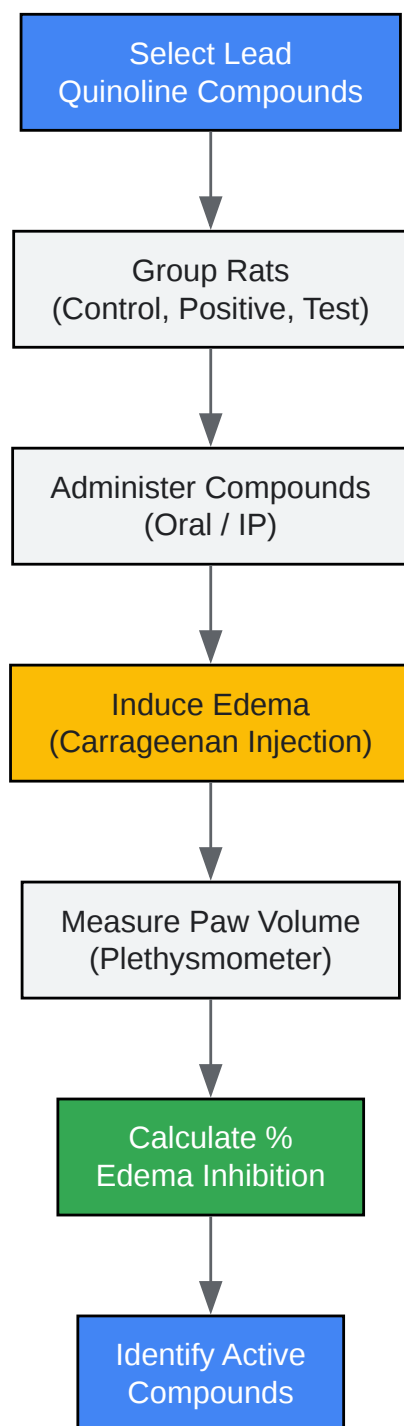 Select Lead
Quinoline Compounds
Group Rats
(Control, Positive, Test)
Administer Compounds
(Oral / IP)
Induce Edema
(Carrageenan Injection)
Measure Paw Volume
(Plethysmometer)
Calculate %
Edema Inhibition
Identify Active
Compounds